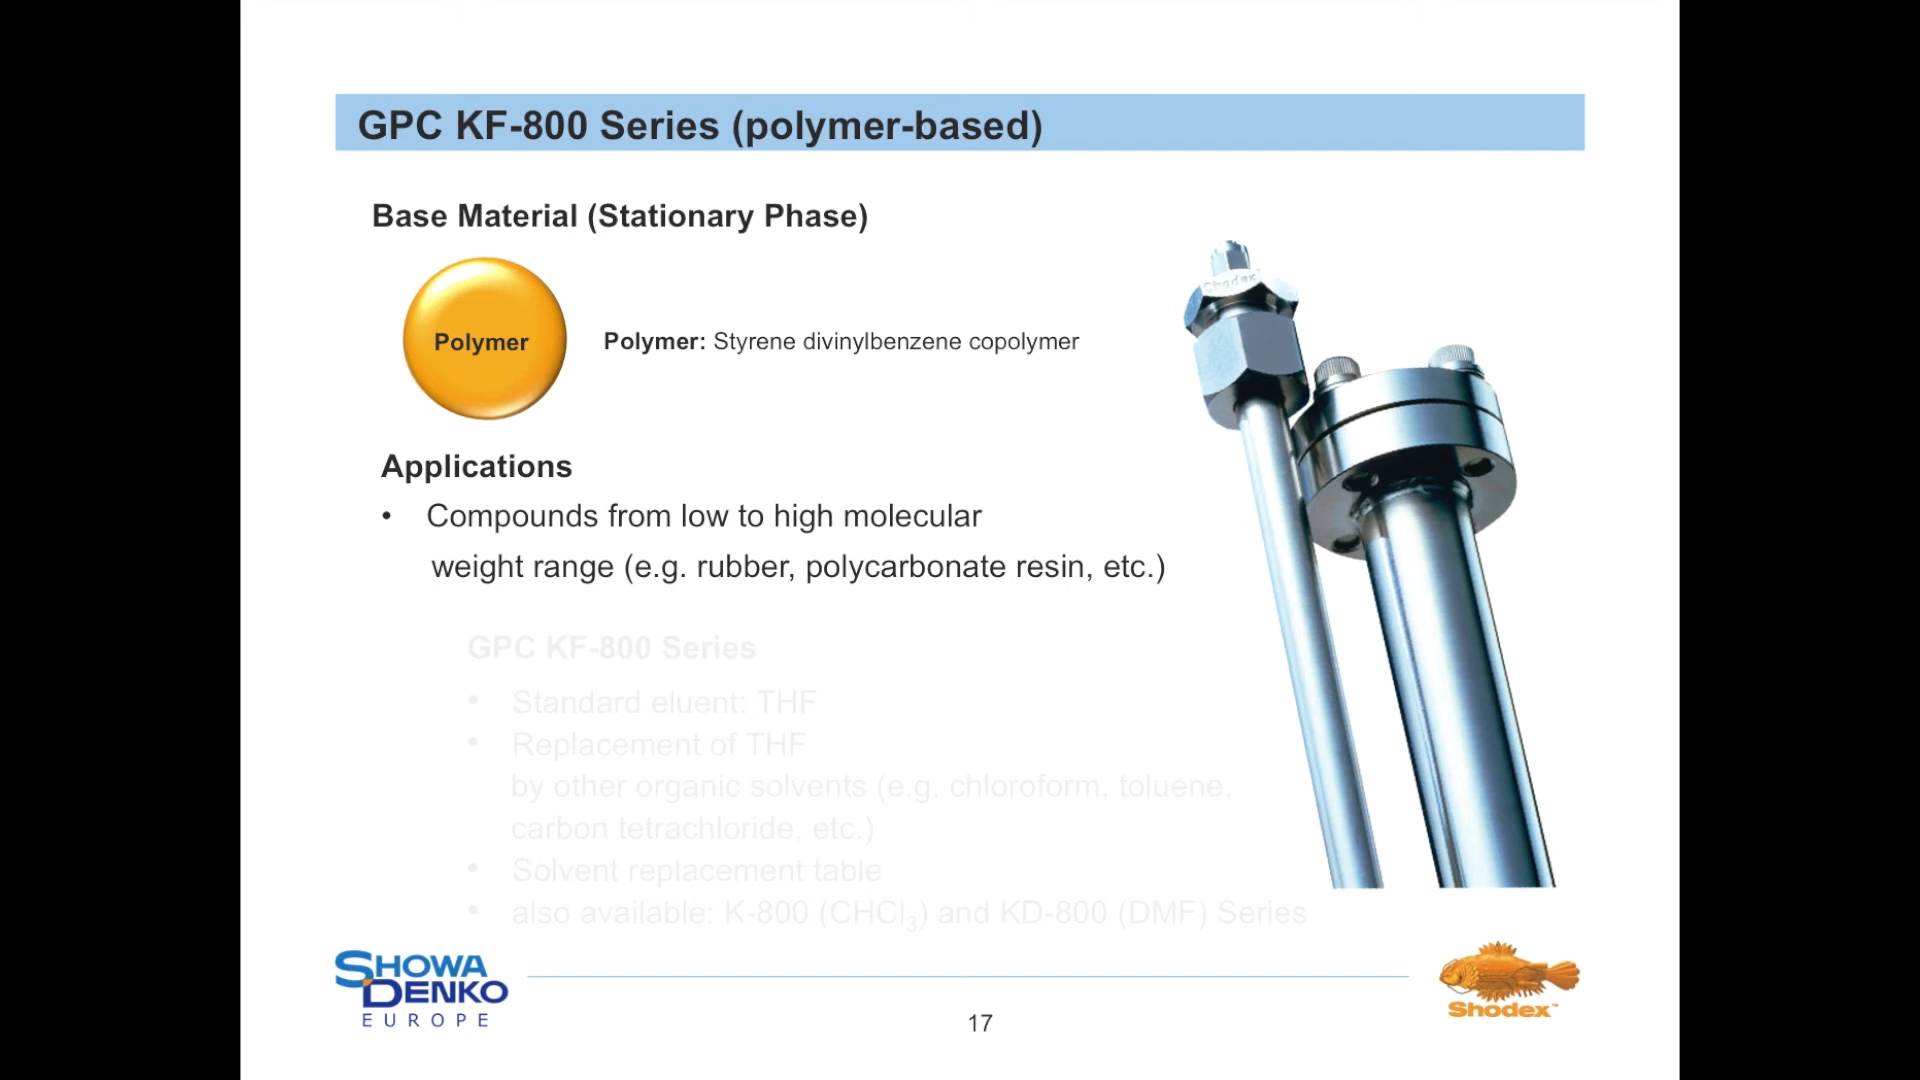 GPC KF-800 Series (polymer-based)
Base Material (Stationary Phase)
Polymer
Polymer: Styrene divinylbenzene copolymer
Shodex
Applications
• Compounds from low to high molecular
weight range (e.g. rubber, polycarbonate resin, etc.)
GPC KF-800 Series
• Standard eluent: THF
• Replacement of THF
by other organic solvents (e.g. chloroform, toluene,
carbon tetrachloride, etc.)
• Solvent replacement table
• also available: K-800 (CHCl₃) and KD-800 (DMF) Series
SHOWA
DENKO
EUROPE
17
Shodex™